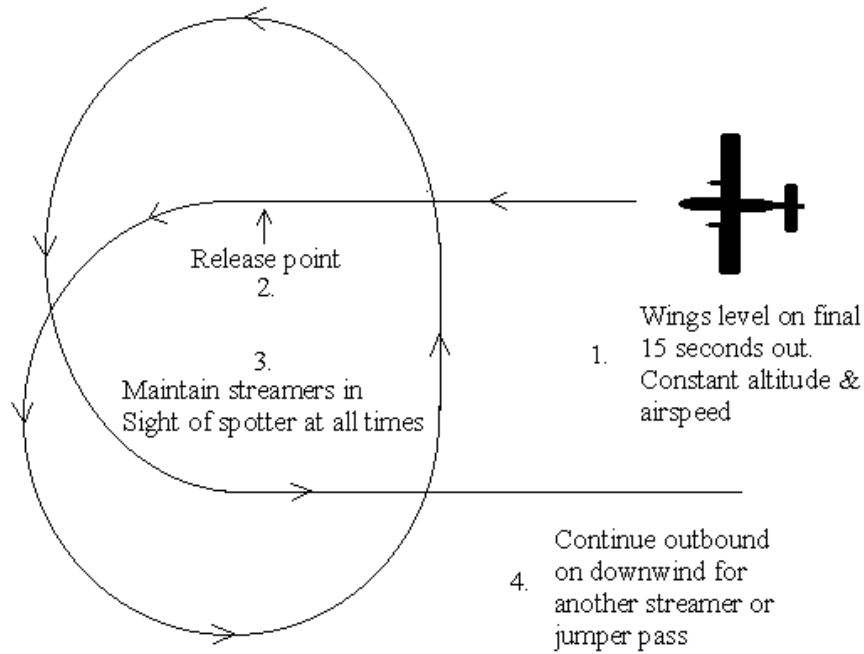 Release point
2.
1.
Wings level on final
15 seconds out.
Constant altitude &
airspeed
3.
Maintain streamers in
Sight of spotter at all times
4.
Continue outbound
on downwind for
another streamer or
jumper pass